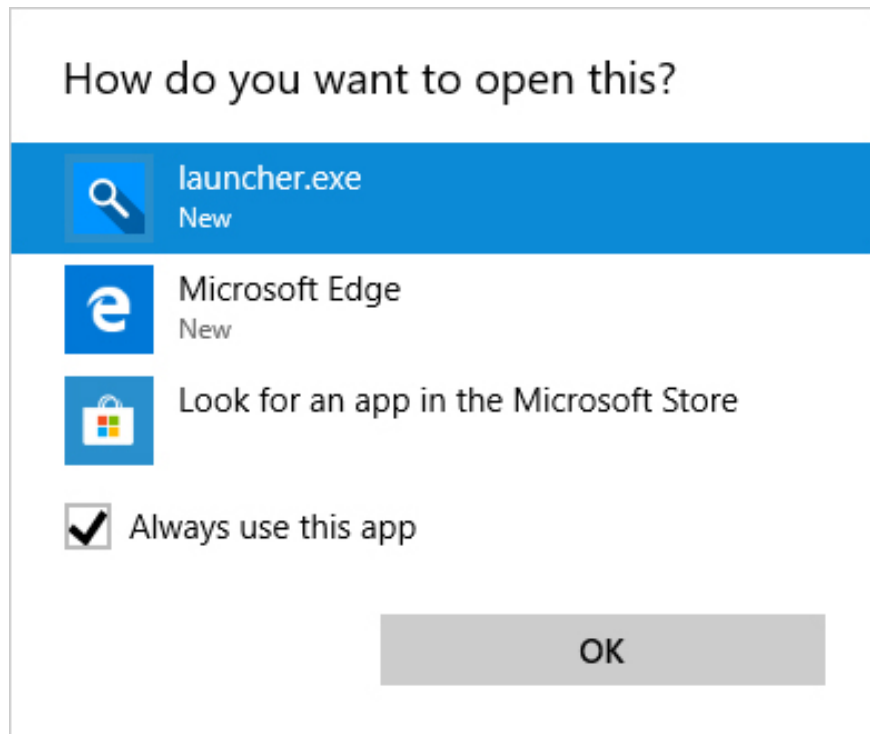 How do you want to open this?
launcher.exe
New
Microsoft Edge
New
Look for an app in the Microsoft Store
Always use this app
OK